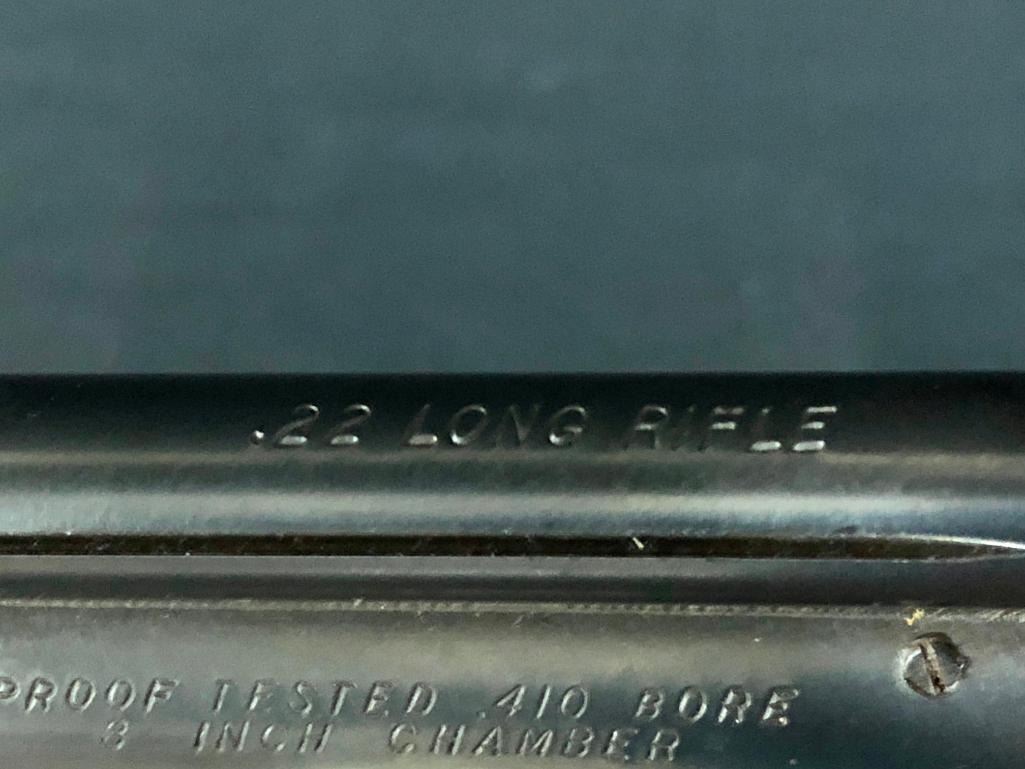 .22 LONG RIFLE
PROOF TESTED .410 BORE
3 INCH CHAMBER